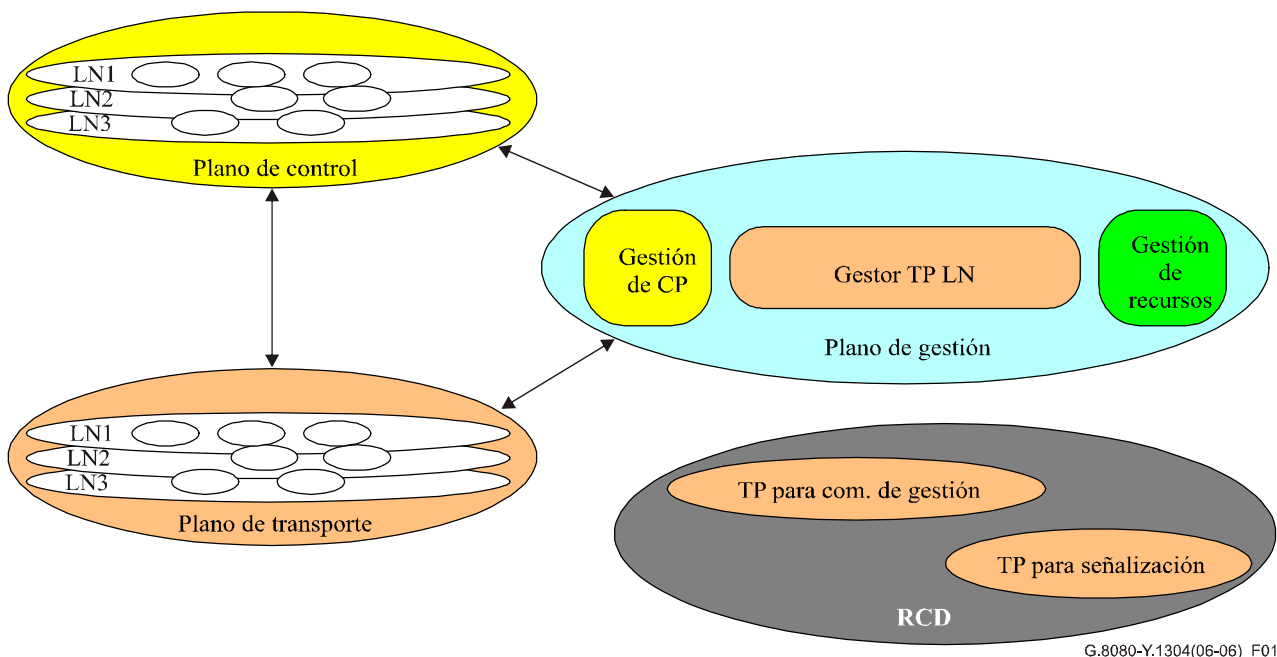 LN1
LN2
LN3
Plano de control
Gestión
de CP
Gestor TP LN
Gestión
de
recursos
Plano de gestión
LN1
LN2
LN3
Plano de transporte
TP para com. de gestión
TP para señalización
RCD
G.8080-Y.1304(06-06)_F01